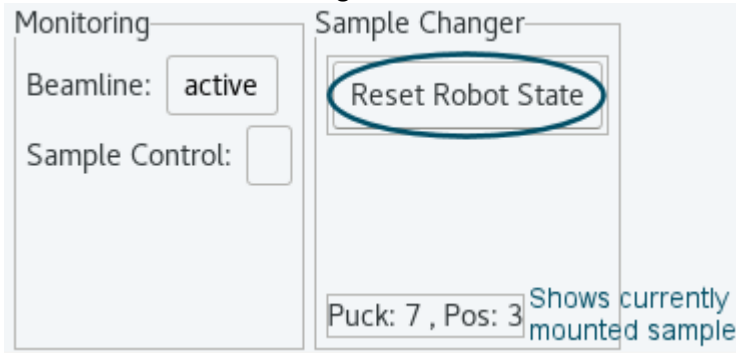 Monitoring
Beamline: active
Sample Control:
Sample Changer
Reset Robot State
Puck: 7 , Pos: 3
Shows currently
mounted sample